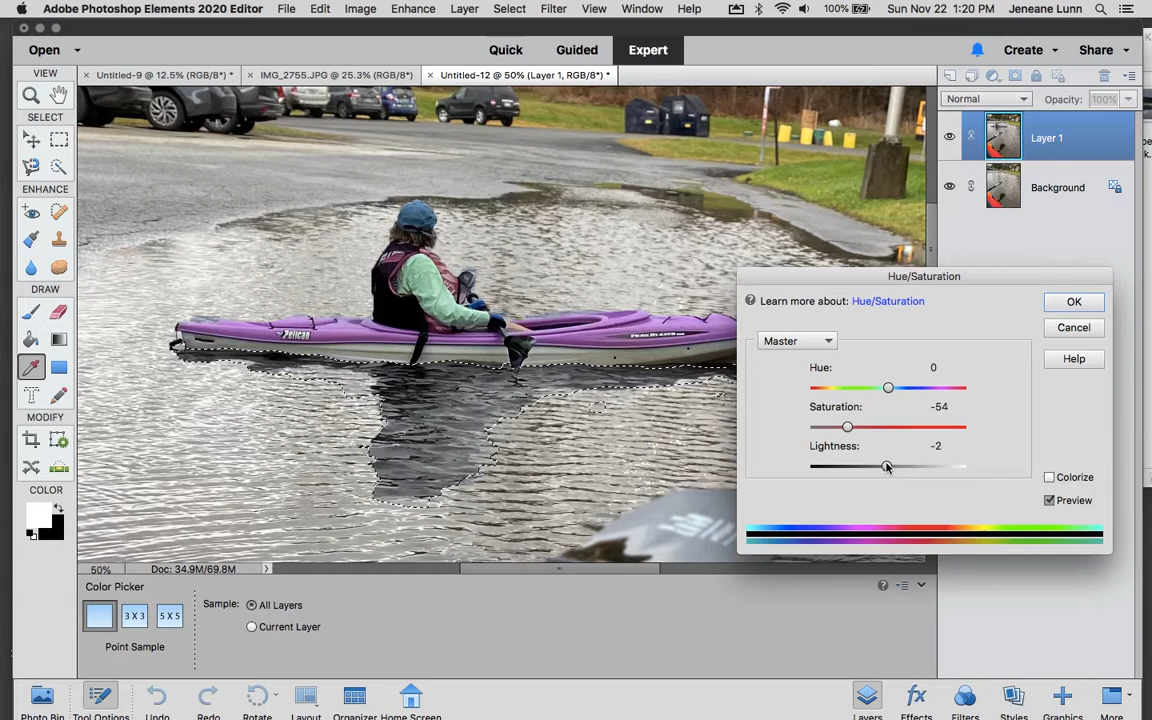 Adobe Photoshop Elements 2020 Editor File Edit Image Enhance Layer Select Filter View Window Help 100% Sun Nov 22 1:20 PM Jeneane Lunn
Open Quick Guided Expert Create Share
VIEW
Untitled-9 @ 12.5% (RGB/8*) * IMG_2755.JPG @ 25.3% (RGB/8*) Untitled-12 @ 50% (Layer 1, RGB/8*) *
Normal Opacity: 100%
SELECT
Layer 1
ENHANCE
Background
Hue/Saturation
DRAW
Learn more about: Hue/Saturation OK
Pelican
Cancel
Master
Help
Hue: 0
Saturation: -54
MODIFY
Lightness: -2
Colorize
COLOR
Preview
50% Doc: 34.9M/69.8M
Color Picker
Sample: All Layers
3 X 3 5 X 5
Current Layer
Point Sample
Photo Bin Tool Options Undo Redo Rotate Layout Organizer Home Screen Layers Effects Filters Styles Graphics More